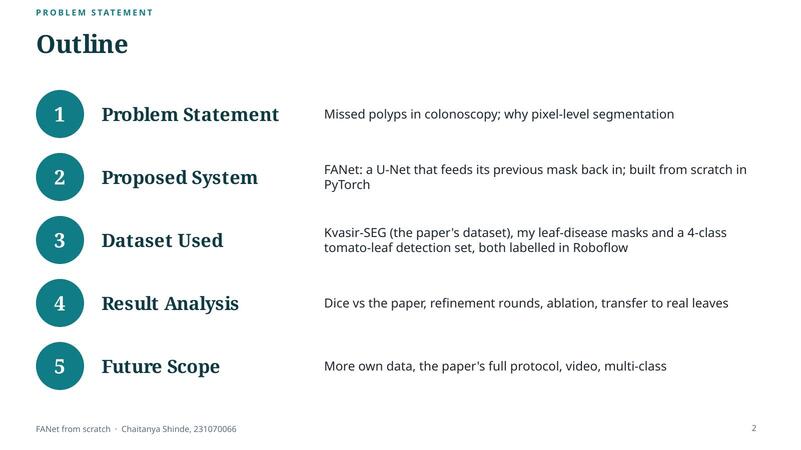 PROBLEM STATEMENT
Outline
1 Problem Statement Missed polyps in colonoscopy; why pixel-level segmentation
2 Proposed System FANet: a U-Net that feeds its previous mask back in; built from scratch in
PyTorch
3 Dataset Used Kvasir-SEG (the paper's dataset), my leaf-disease masks and a 4-class
tomato-leaf detection set, both labelled in Roboflow
4 Result Analysis Dice vs the paper, refinement rounds, ablation, transfer to real leaves
5 Future Scope More own data, the paper's full protocol, video, multi-class
FANet from scratch · Chaitanya Shinde, 231070066 2